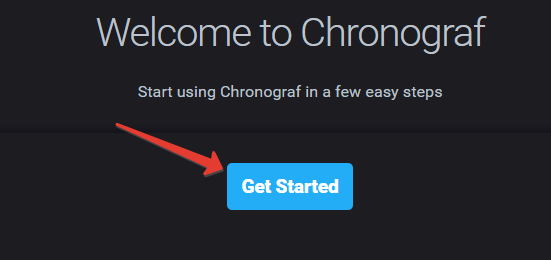 Welcome to Chronograf
Start using Chronograf in a few easy steps
Get Started